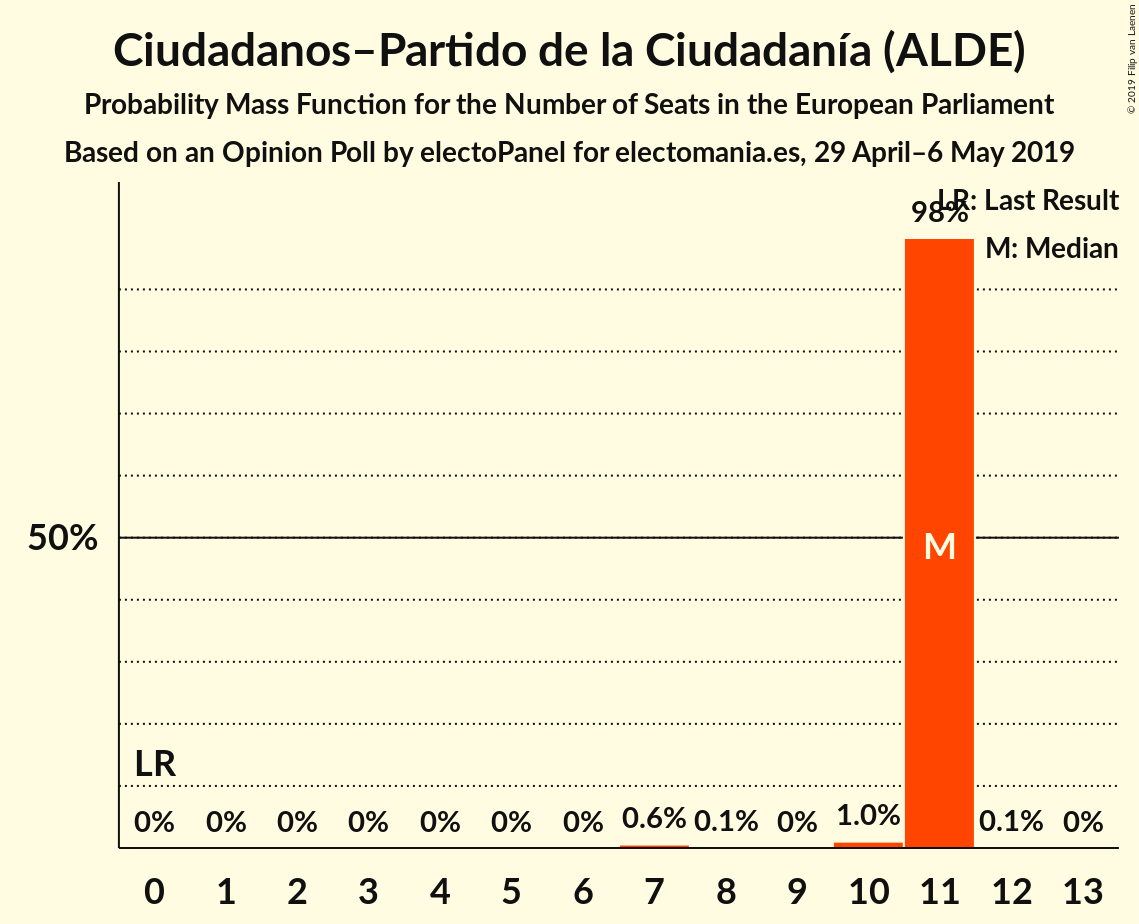 Ciudadanos–Partido de la Ciudadanía (ALDE)
Probability Mass Function for the Number of Seats in the European Parliament
Based on an Opinion Poll by electoPanel for electomania.es, 29 April–6 May 2019
© 2019 Filip van Laenen
LR: Last Result
98%
M: Median
50%
M
LR
0% 0% 0% 0% 0% 0% 0% 0.6% 0.1% 0% 1.0% 0.1% 0%
0 1 2 3 4 5 6 7 8 9 10 11 12 13